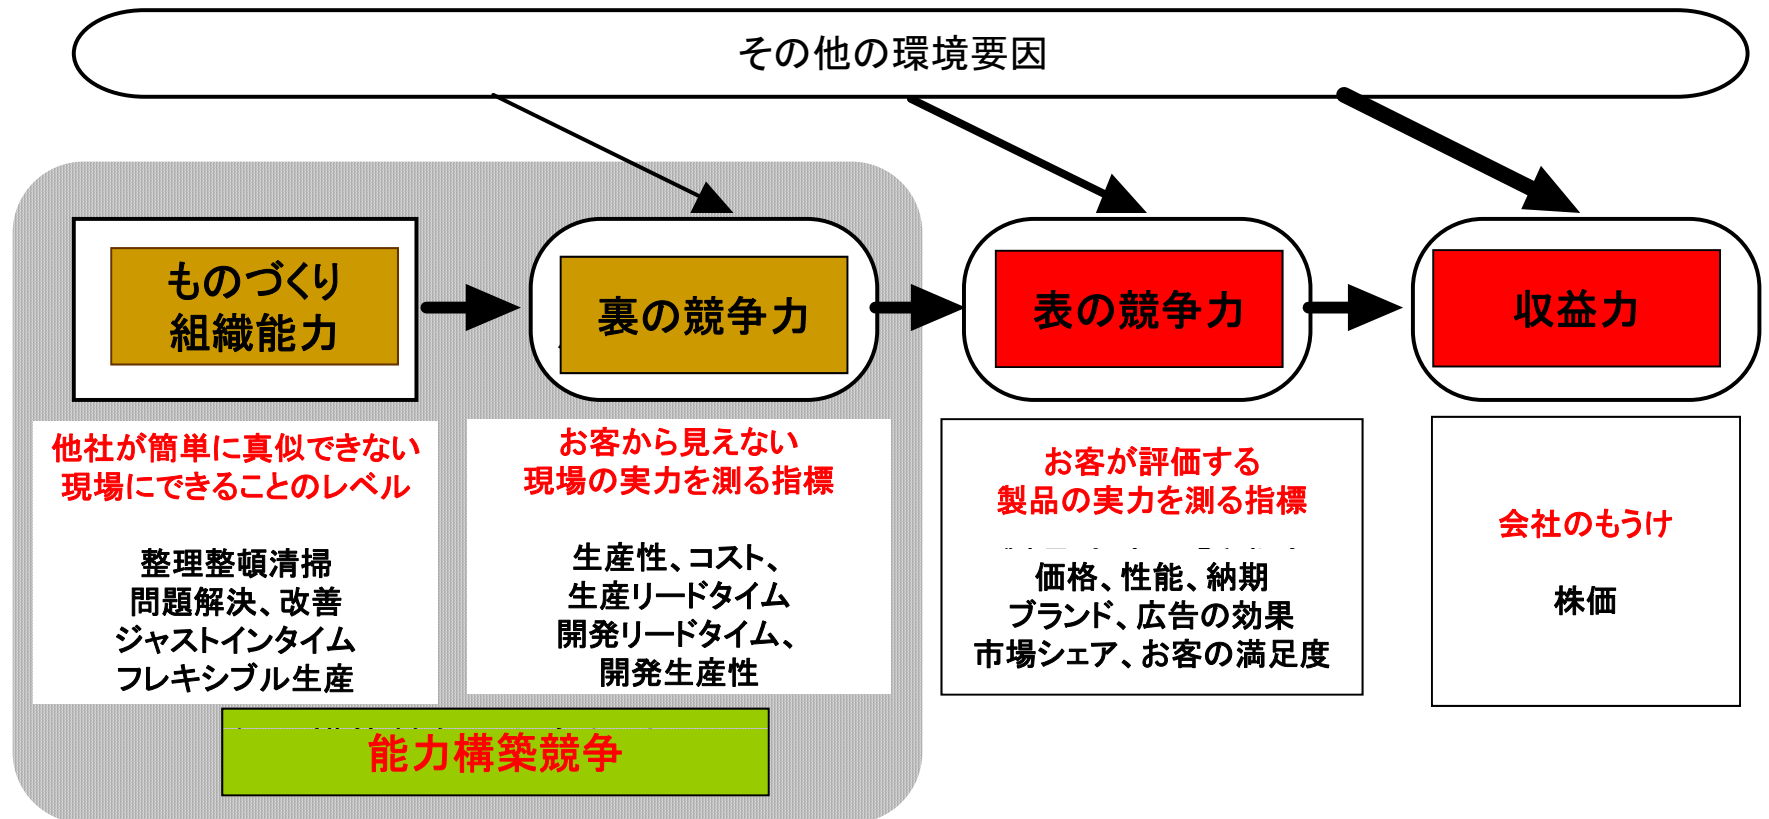 その他の環境要因
ものづくり
組織能力
裏の競争力
表の競争力
収益力
他社が簡単に真似できない
現場にできることのレベル
整理整頓清掃
問題解決、改善
ジャストインタイム
フレキシブル生産
お客から見えない
現場の実力を測る指標
生産性、コスト、
生産リードタイム
開発リードタイム、
開発生産性
お客が評価する
製品の実力を測る指標
価格、性能、納期
ブランド、広告の効果
市場シェア、お客の満足度
会社のもうけ
株価
能力構築競争